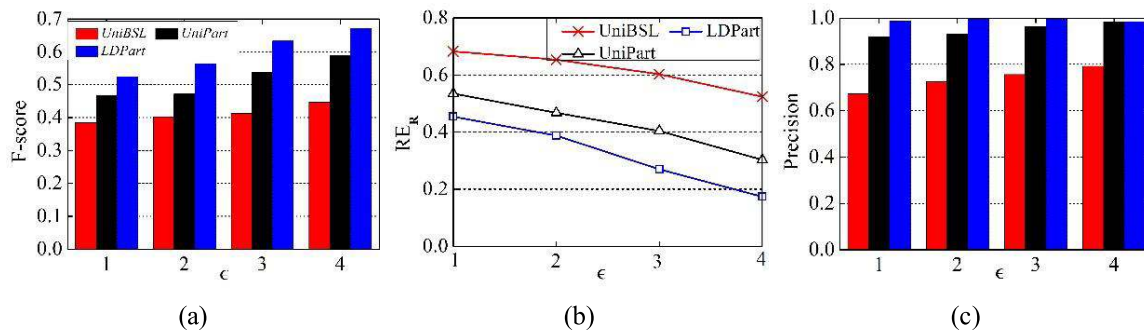 0.7
0.6
0.5
0.4
0.3
0.2
0.1
0.0
F-score
UniBSL UniPart
LDPart
1 2 3 4
ϵ
(a)
0.8
0.6
0.4
0.2
0.0
RE_R
UniBSL LDPart
UniPart
1 2 3 4
ϵ
(b)
1.0
0.8
0.6
0.4
0.2
0.0
Precision
1 2 3 4
ϵ
(c)